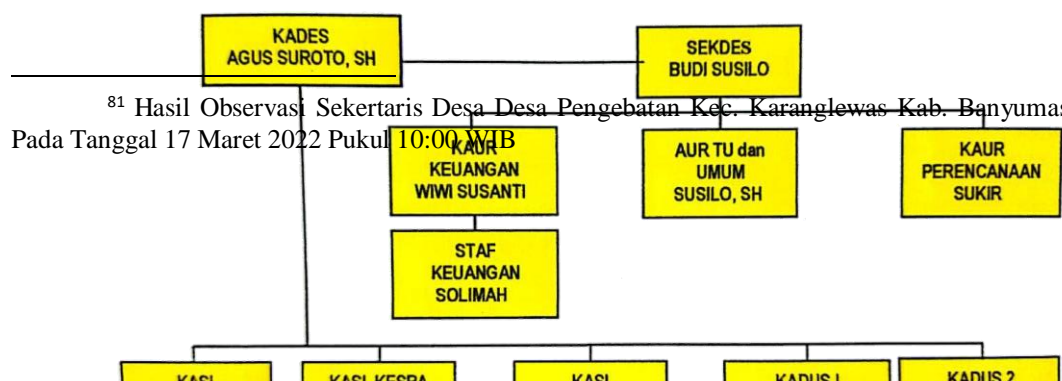 KADES
AGUS SUROTO, SH
SEKDES
BUDI SUSILO
81 Hasil Observasi Sekertaris Desa Desa Pengebatan Kec. Karanglewas Kab. Banyumas
Pada Tanggal 17 Maret 2022 Pukul 10:00 WIB
KAUR
KEUANGAN
WIWI SUSANTI
AUR TU dan
UMUM
SUSILO, SH
KAUR
PERENCANAAN
SUKIR
STAF
KEUANGAN
SOLIMAH
KASI
KASI KESRA
KASI
KADUS I
KADUS 2